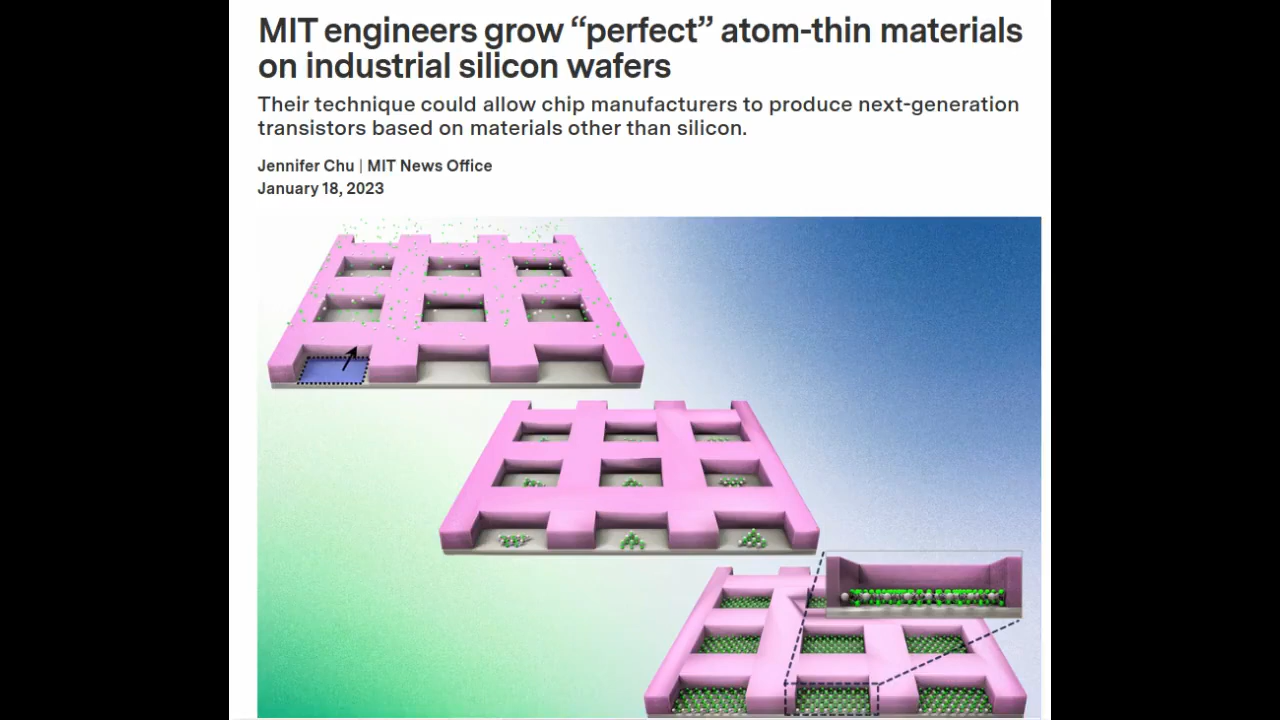 MIT engineers grow “perfect” atom-thin materials
on industrial silicon wafers
Their technique could allow chip manufacturers to produce next-generation
transistors based on materials other than silicon.
Jennifer Chu | MIT News Office
January 18, 2023